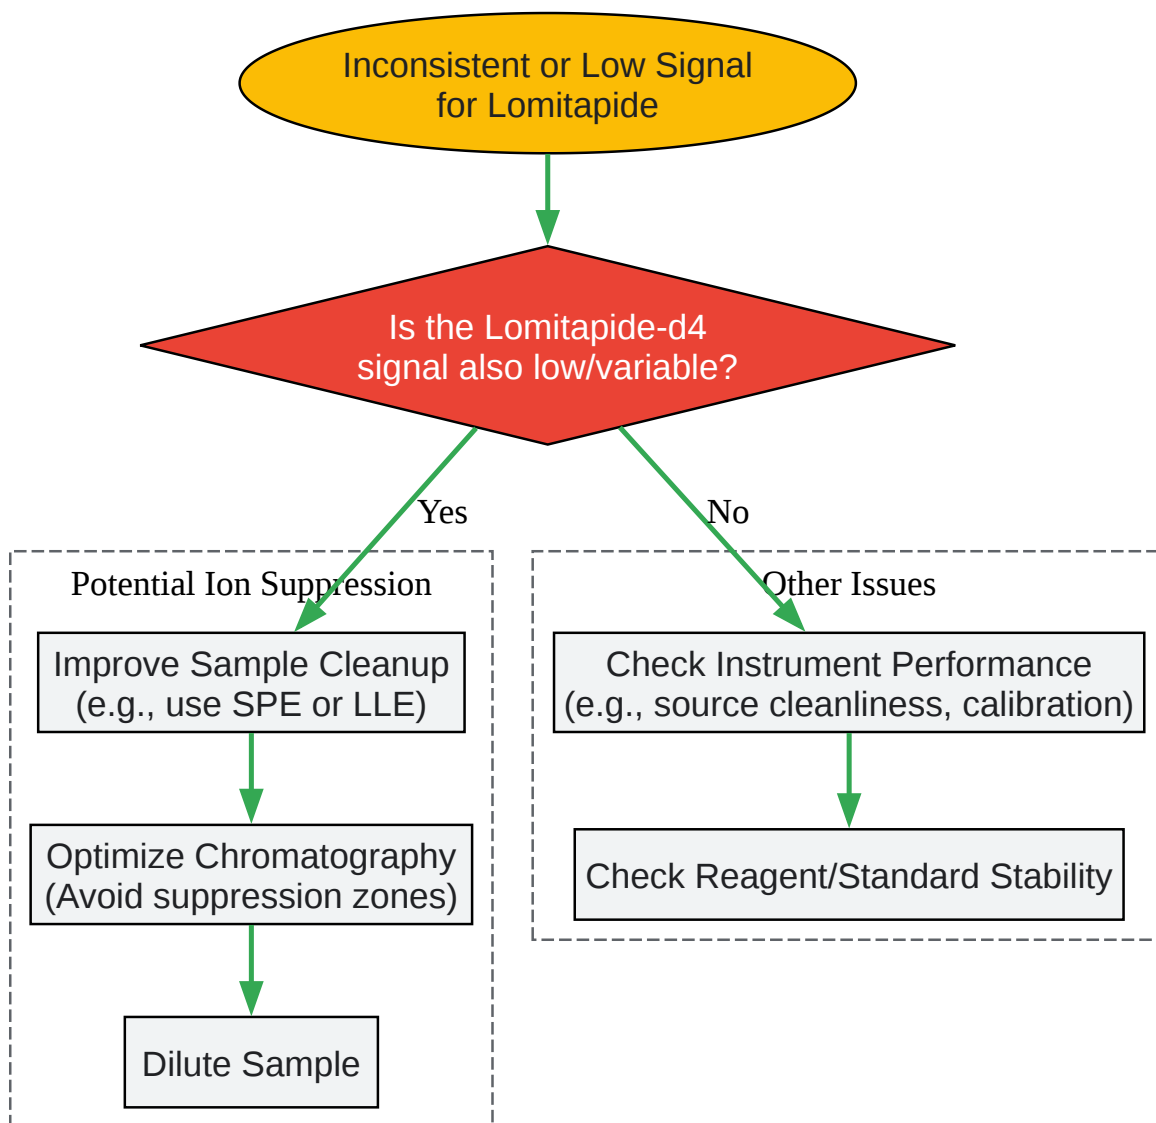 Inconsistent or Low Signal
for Lomitapide
Is the Lomitapide-d4
signal also low/variable?
Yes
No
Potential Ion Suppression
Improve Sample Cleanup
(e.g., use SPE or LLE)
Optimize Chromatography
(Avoid suppression zones)
Dilute Sample
Other Issues
Check Instrument Performance
(e.g., source cleanliness, calibration)
Check Reagent/Standard Stability